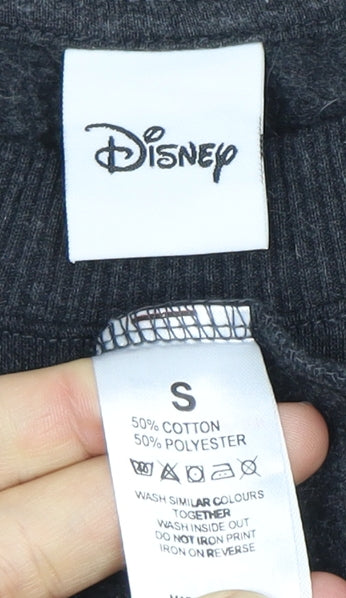 Disney
S
50% COTTON
50% POLYESTER
WASH SIMILAR COLOURS
TOGETHER
WASH INSIDE OUT
DO NOT IRON PRINT
IRON ON REVERSE